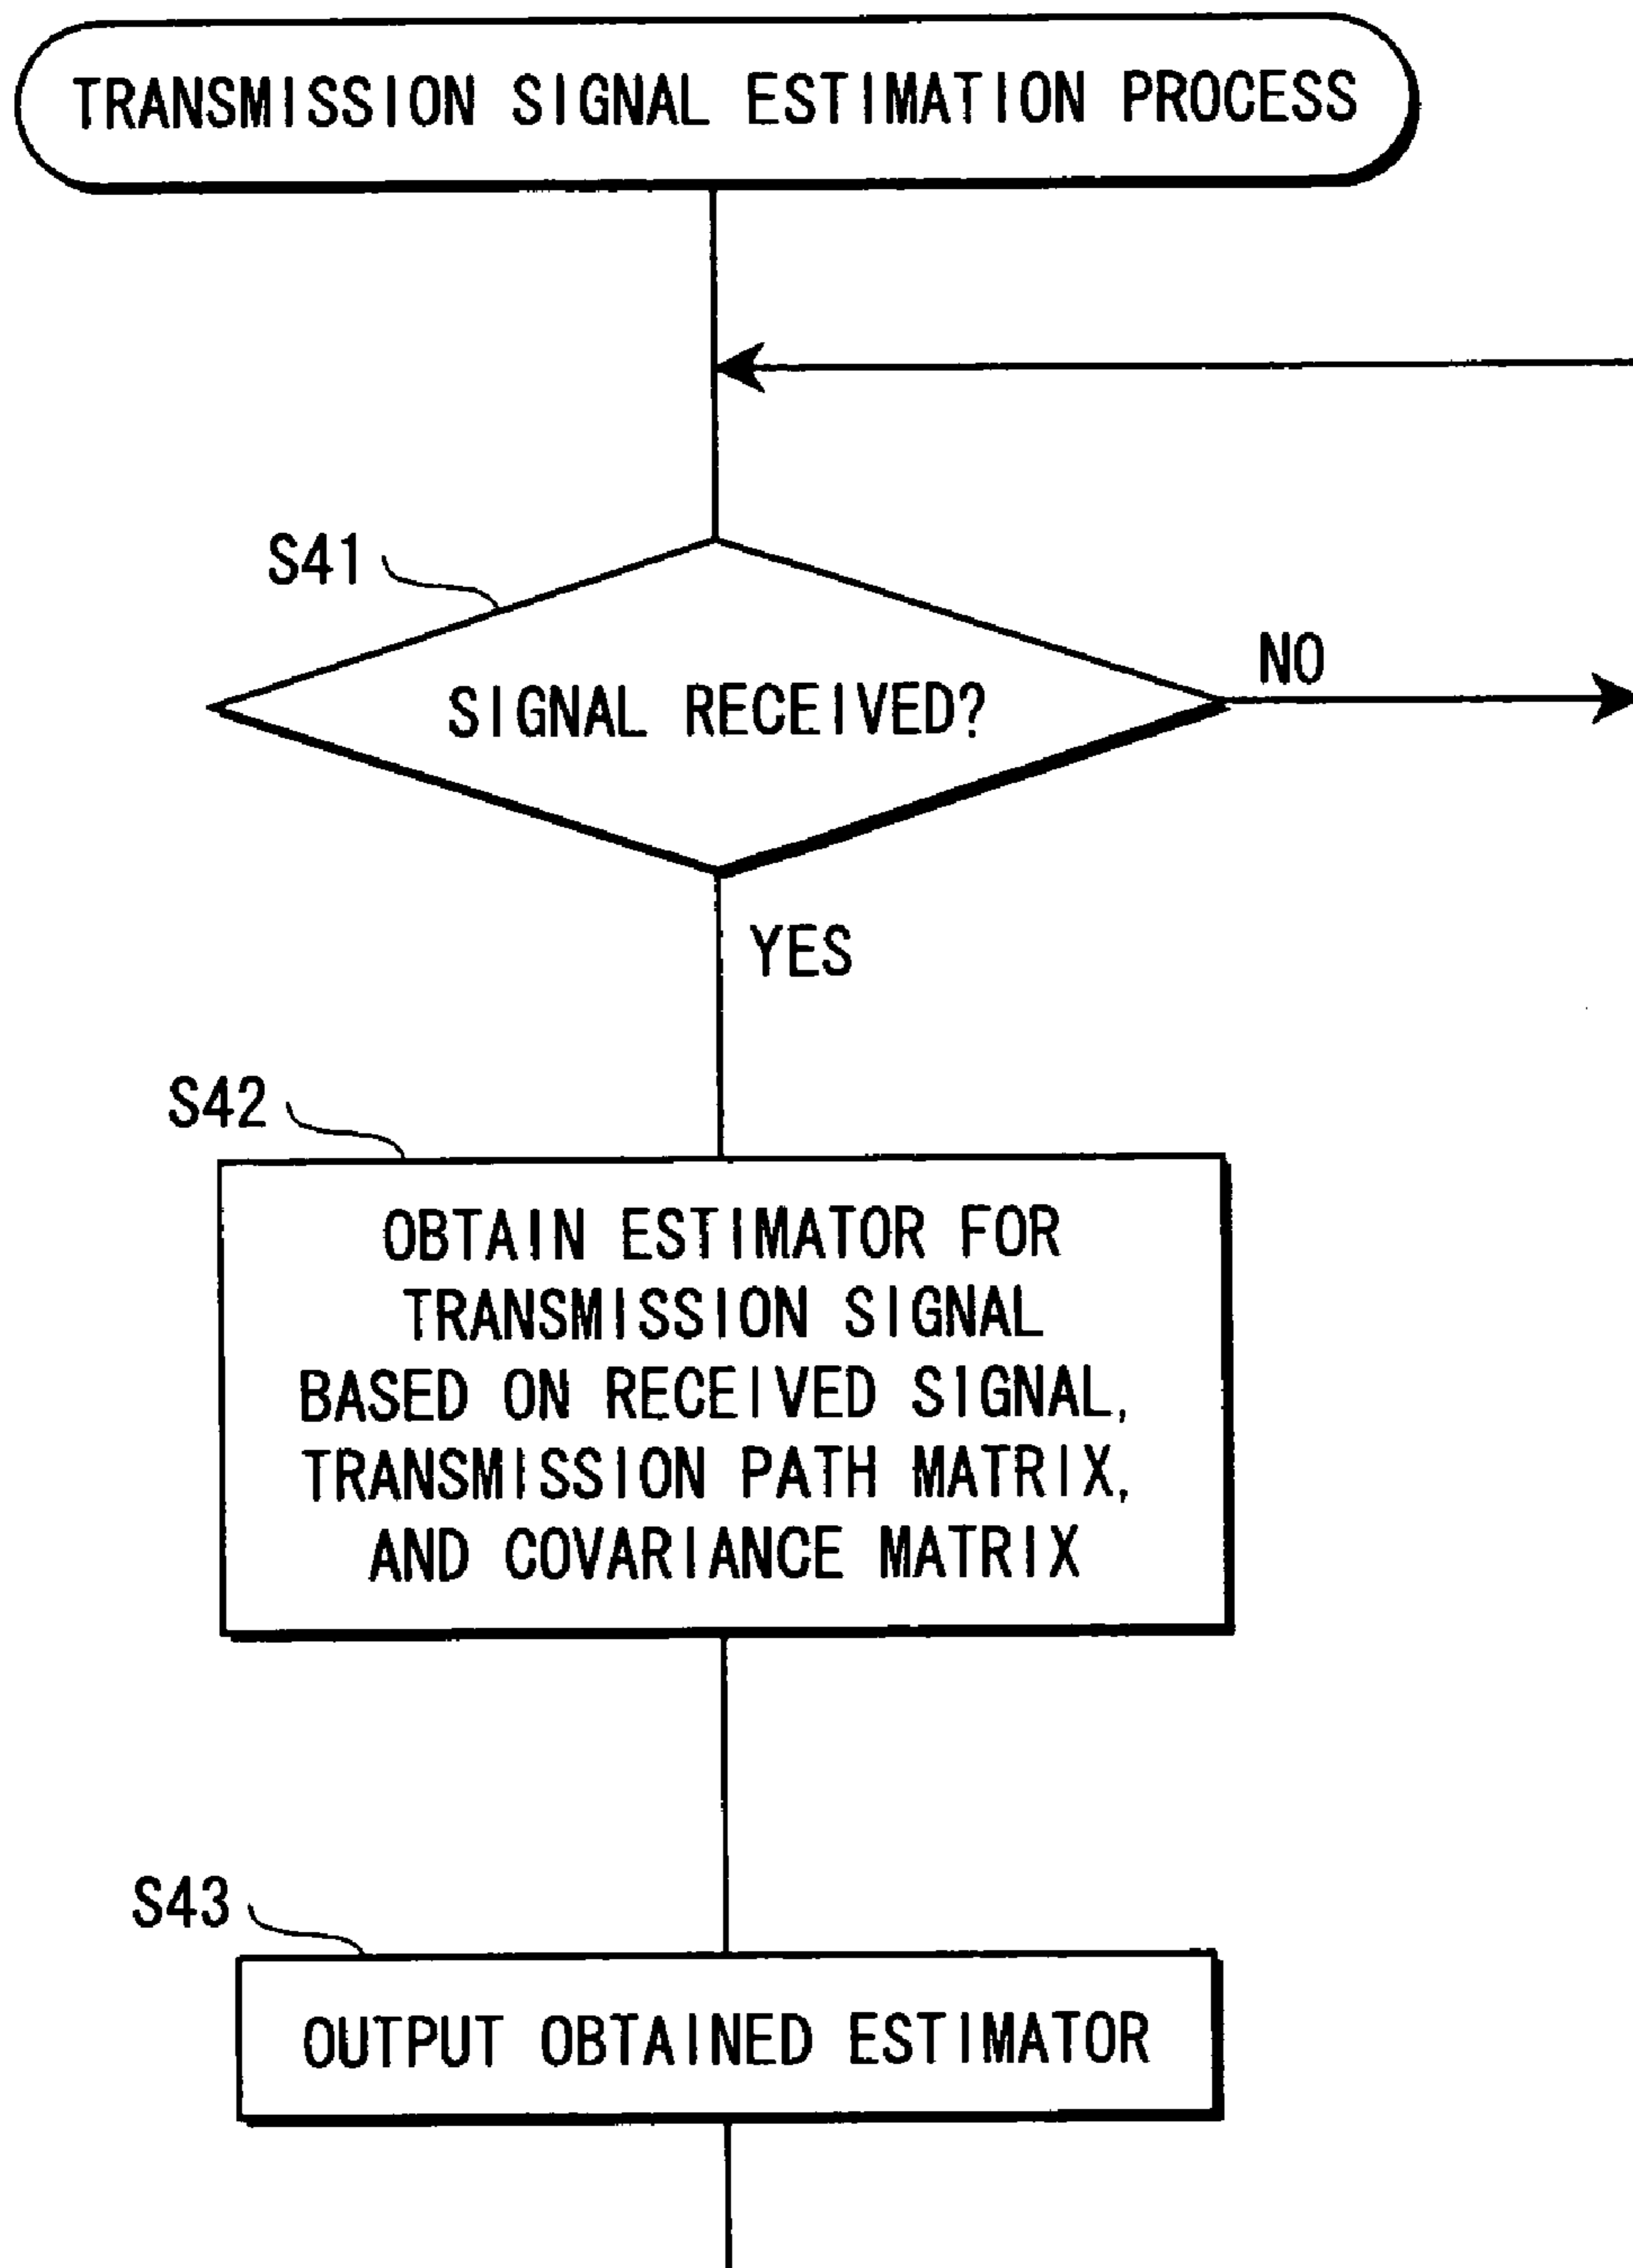 TRANSMISSION SIGNAL ESTIMATION PROCESS
S41
SIGNAL RECEIVED?
NO
YES
S42
OBTAIN ESTIMATOR FOR
TRANSMISSION SIGNAL
BASED ON RECEIVED SIGNAL,
TRANSMISSION PATH MATRIX,
AND COVARIANCE MATRIX
S43
OUTPUT OBTAINED ESTIMATOR